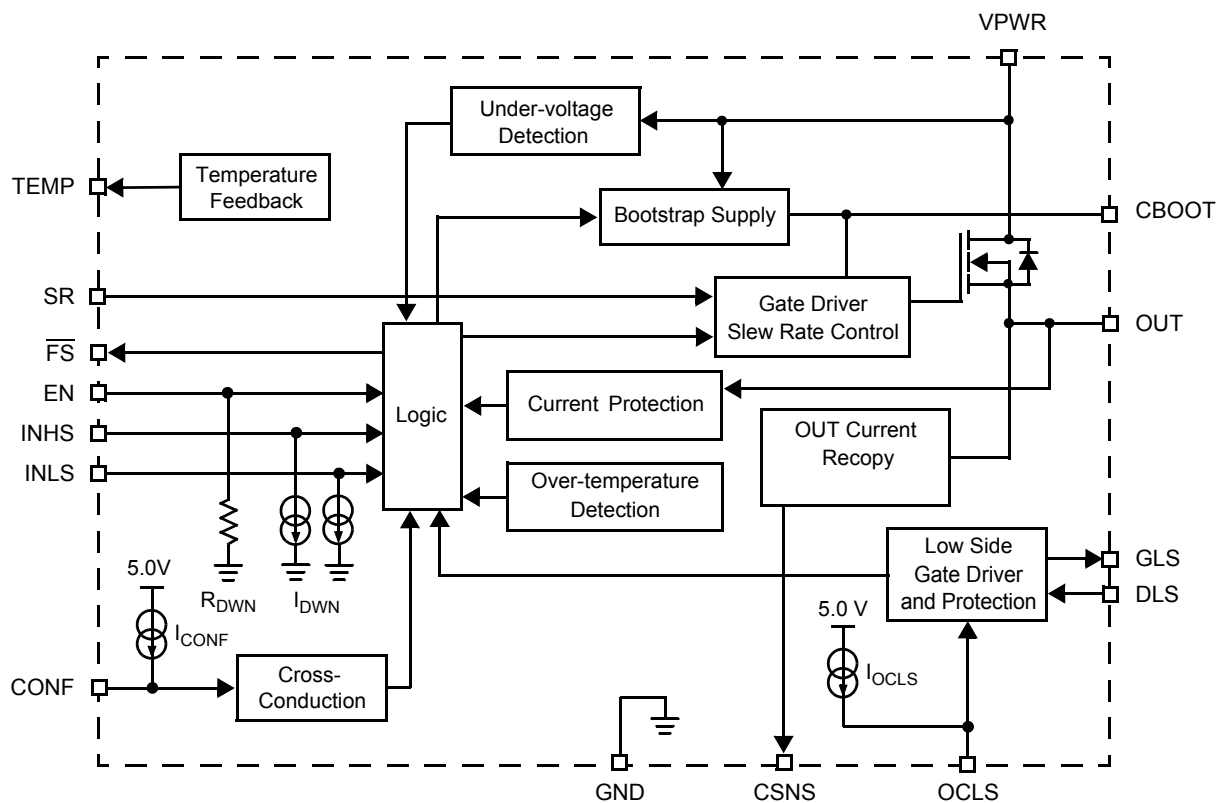 VPWR
Under-voltage
Detection
TEMP
Temperature
Feedback
Bootstrap Supply
CBOOT
SR
Gate Driver
Slew Rate Control
OUT
FS
EN
Logic
Current Protection
INHS
OUT Current
Recopy
INLS
Over-temperature
Detection
Low Side
Gate Driver
and Protection
GLS
DLS
5.0V
RDWN
IDWN
5.0 V
ICONF
IOCLS
CONF
Cross-
Conduction
GND
CSNS
OCLS